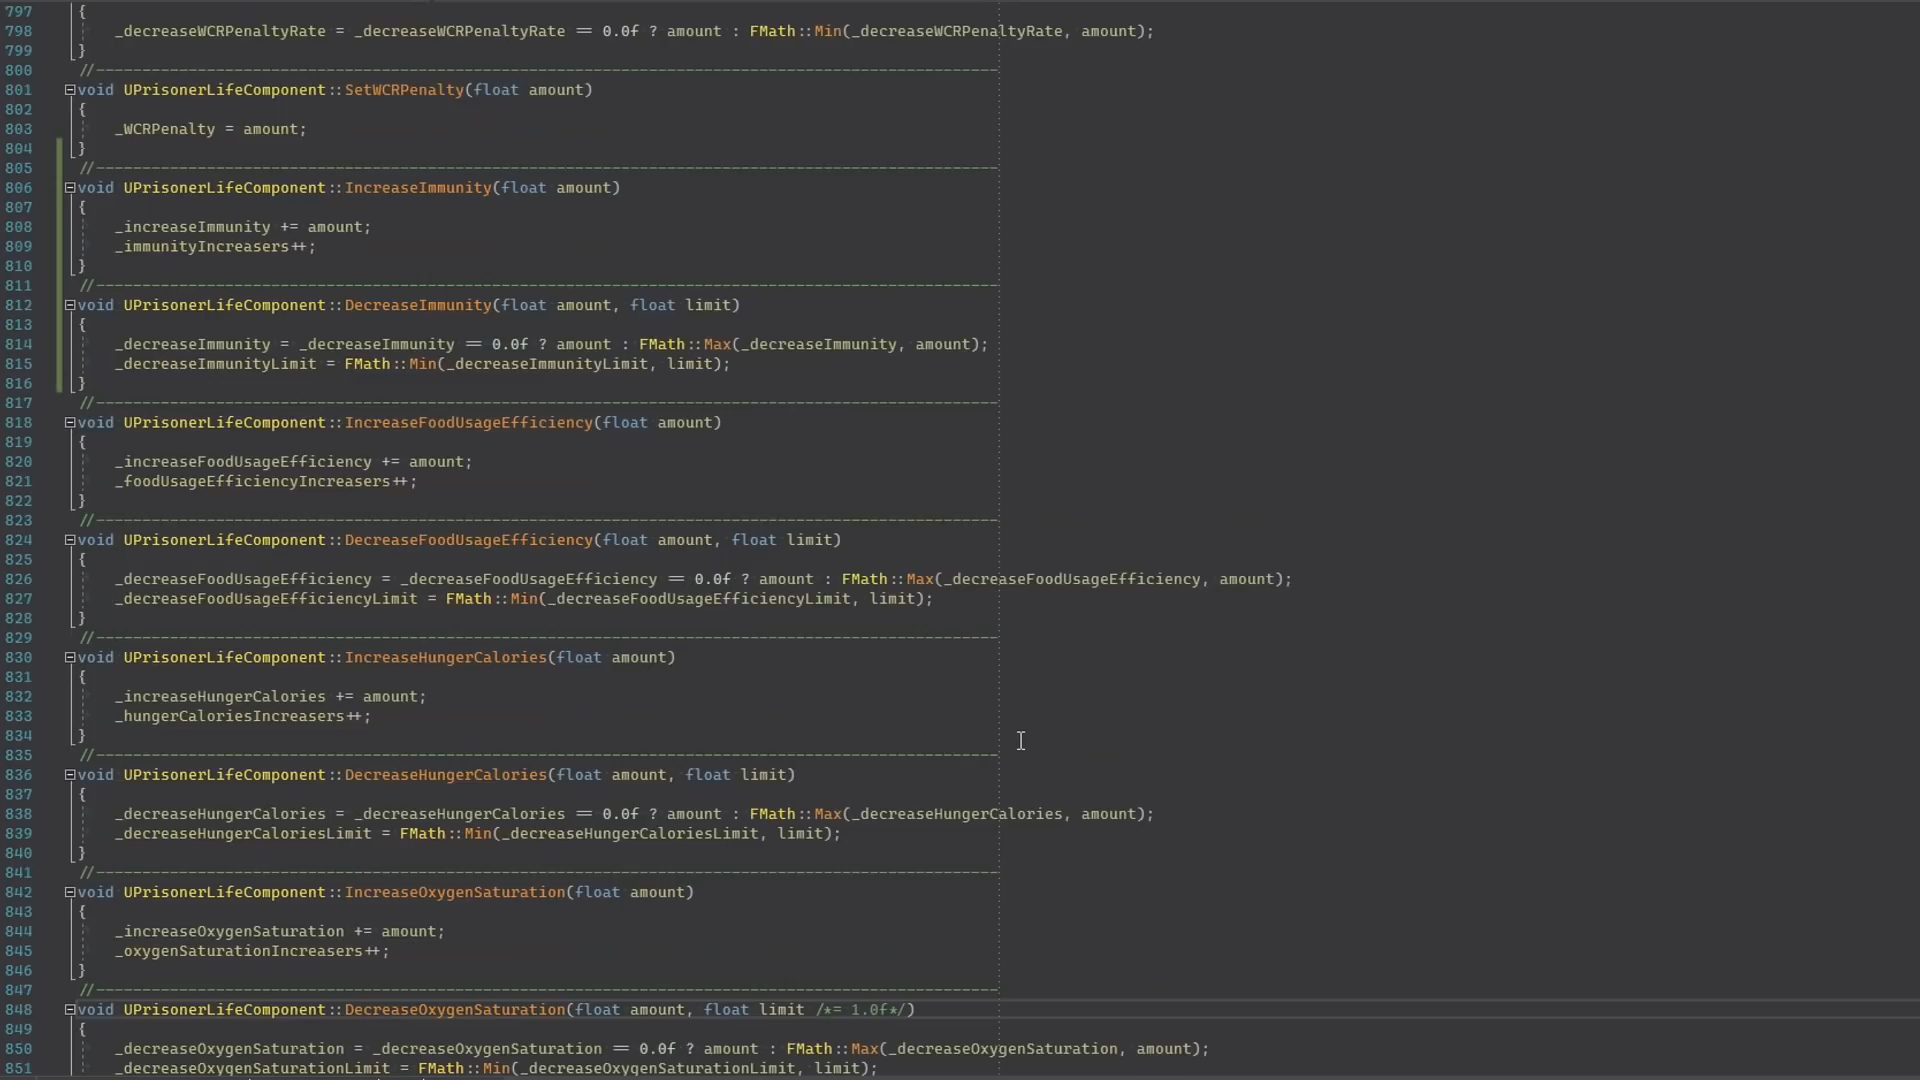 797 {
798 _decreaseWCRPenaltyRate = _decreaseWCRPenaltyRate == 0.0f ? amount : FMath::Min(_decreaseWCRPenaltyRate, amount);
799 }
800 //--------------------------------------------------------------------------------------------------
801 void UPrisonerLifeComponent::SetWCRPenalty(float amount)
802 {
803 _WCRPenalty = amount;
804 }
805 //--------------------------------------------------------------------------------------------------
806 void UPrisonerLifeComponent::IncreaseImmunity(float amount)
807 {
808 _increaseImmunity += amount;
809 _immunityIncreasers++;
810 }
811 //--------------------------------------------------------------------------------------------------
812 void UPrisonerLifeComponent::DecreaseImmunity(float amount, float limit)
813 {
814 _decreaseImmunity = _decreaseImmunity == 0.0f ? amount : FMath::Max(_decreaseImmunity, amount);
815 _decreaseImmunityLimit = FMath::Min(_decreaseImmunityLimit, limit);
816 }
817 //--------------------------------------------------------------------------------------------------
818 void UPrisonerLifeComponent::IncreaseFoodUsageEfficiency(float amount)
819 {
820 _increaseFoodUsageEfficiency += amount;
821 _foodUsageEfficiencyIncreasers++;
822 }
823 //--------------------------------------------------------------------------------------------------
824 void UPrisonerLifeComponent::DecreaseFoodUsageEfficiency(float amount, float limit)
825 {
826 _decreaseFoodUsageEfficiency = _decreaseFoodUsageEfficiency == 0.0f ? amount : FMath::Max(_decreaseFoodUsageEfficiency, amount);
827 _decreaseFoodUsageEfficiencyLimit = FMath::Min(_decreaseFoodUsageEfficiencyLimit, limit);
828 }
829 //--------------------------------------------------------------------------------------------------
830 void UPrisonerLifeComponent::IncreaseHungerCalories(float amount)
831 {
832 _increaseHungerCalories += amount;
833 _hungerCaloriesIncreasers++;
834 }
835 //--------------------------------------------------------------------------------------------------
836 void UPrisonerLifeComponent::DecreaseHungerCalories(float amount, float limit)
837 {
838 _decreaseHungerCalories = _decreaseHungerCalories == 0.0f ? amount : FMath::Max(_decreaseHungerCalories, amount);
839 _decreaseHungerCaloriesLimit = FMath::Min(_decreaseHungerCaloriesLimit, limit);
840 }
841 //--------------------------------------------------------------------------------------------------
842 void UPrisonerLifeComponent::IncreaseOxygenSaturation(float amount)
843 {
844 _increaseOxygenSaturation += amount;
845 _oxygenSaturationIncreasers++;
846 }
847 //--------------------------------------------------------------------------------------------------
848 void UPrisonerLifeComponent::DecreaseOxygenSaturation(float amount, float limit /*= 1.0f*/)
849 {
850 _decreaseOxygenSaturation = _decreaseOxygenSaturation == 0.0f ? amount : FMath::Max(_decreaseOxygenSaturation, amount);
851 _decreaseOxygenSaturationLimit = FMath::Min(_decreaseOxygenSaturationLimit, limit);